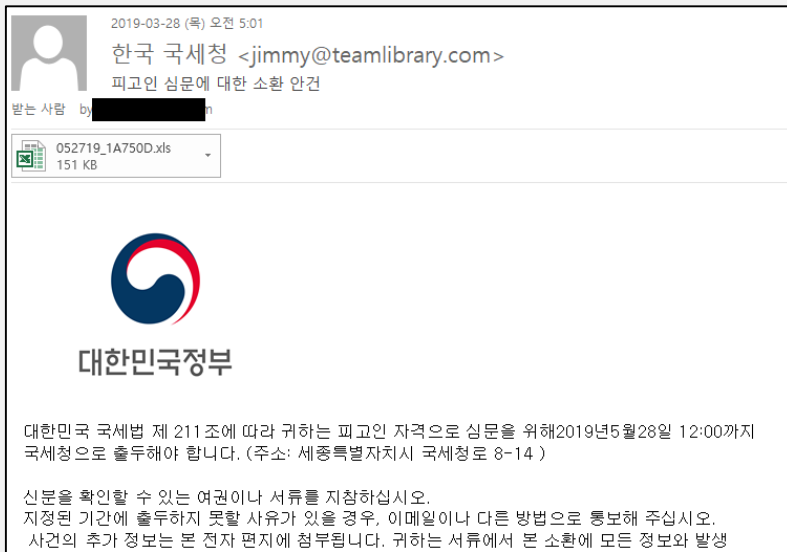 2019-03-28 (목) 오전 5:01
한국 국세청 <jimmy@teamlibrary.com>
피고인 심문에 대한 소환 안건
받는 사람 by n
052719_1A750D.xls
151 KB
대한민국정부
대한민국 국세법 제 211조에 따라 귀하는 피고인 자격으로 심문을 위해2019년5월28일 12:00까지
국세청으로 출두해야 합니다. (주소: 세종특별자치시 국세청로 8-14 )
신분을 확인할 수 있는 여권이나 서류를 지참하십시오.
지정된 기간에 출두하지 못할 사유가 있을 경우, 이메일이나 다른 방법으로 통보해 주십시오.
사건의 추가 정보는 본 전자 편지에 첨부됩니다. 귀하는 서류에서 본 소환에 모든 정보와 발생